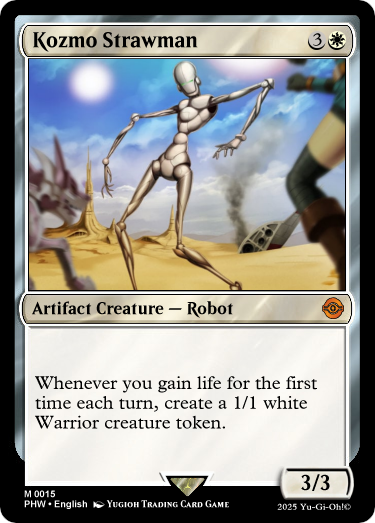 Kozmo Strawman 3
Artifact Creature — Robot
Whenever you gain life for the first
time each turn, create a 1/1 white
Warrior creature token.
3/3
M 0015
PHW • English Yugioh Trading Card Game
2025 Yu-Gi-Oh!©